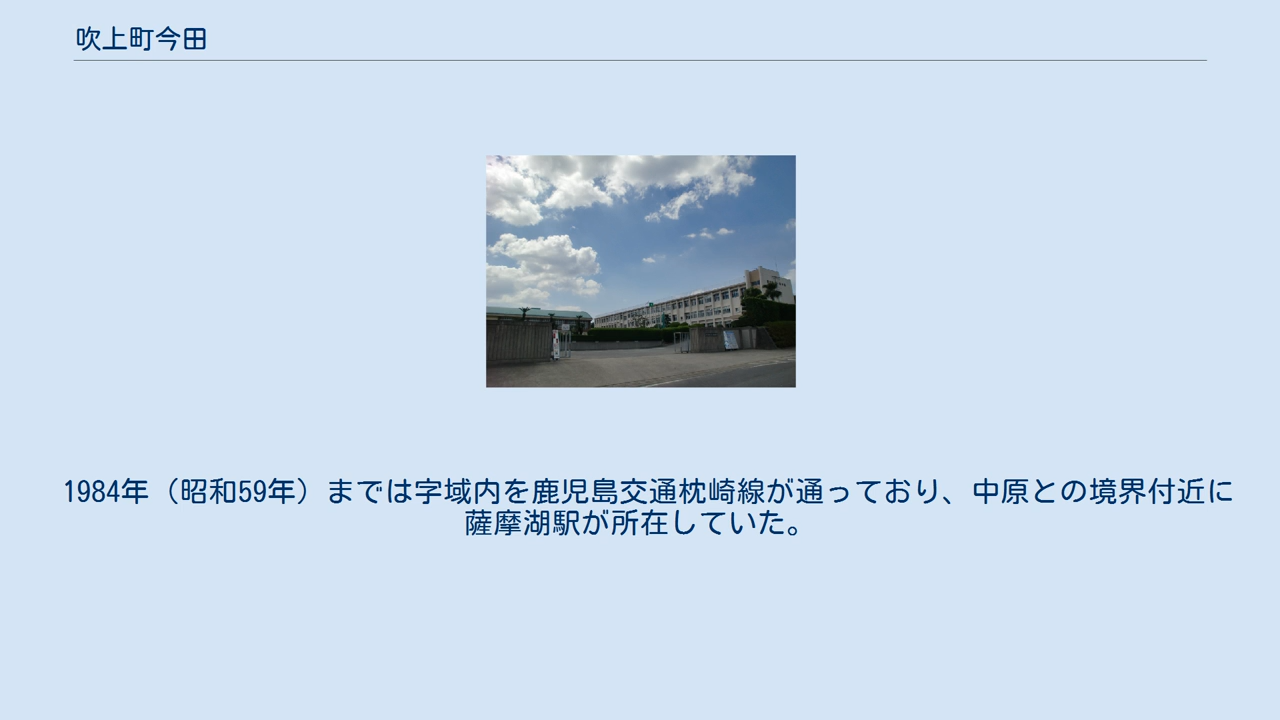 吹上町今田
1984年（昭和59年）までは字域内を鹿児島交通枕崎線が通っており、中原との境界付近に
薩摩湖駅が所在していた。